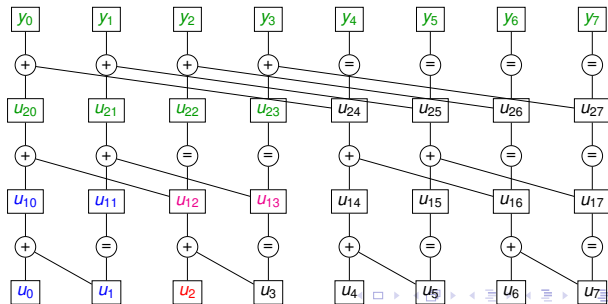 y0 y1 y2 y3 y4 y5 y6 y7
+ + + + = = = =
u20 u21 u22 u23 u24 u25 u26 u27
+ + = = + + = =
u10 u11 u12 u13 u14 u15 u16 u17
+ = + = + = + =
u0 u1 u2 u3 u4 u5 u6 u7